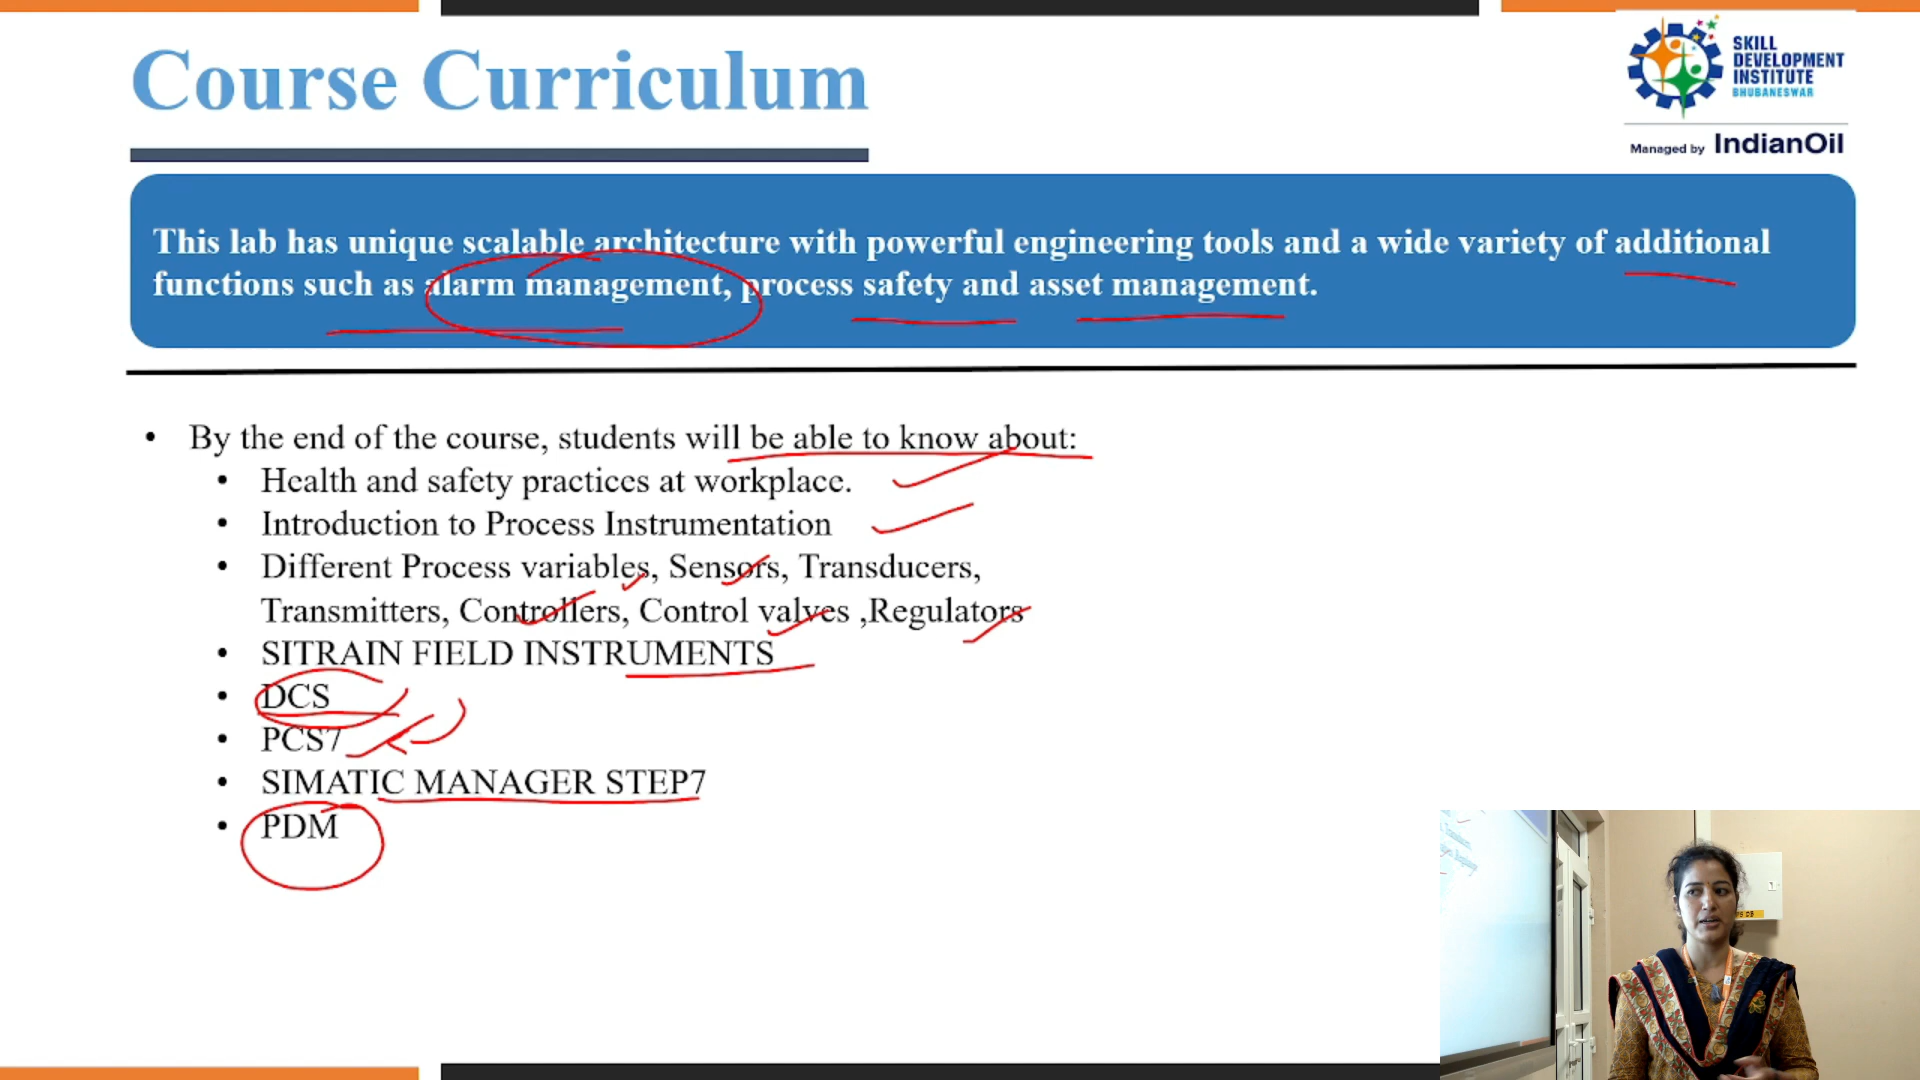 Course Curriculum
SKILL
DEVELOPMENT
INSTITUTE
BHUBANESWAR
Managed by IndianOil
This lab has unique scalable architecture with powerful engineering tools and a wide variety of additional
functions such as alarm management, process safety and asset management.
• By the end of the course, students will be able to know about:
• Health and safety practices at workplace.
• Introduction to Process Instrumentation
• Different Process variables, Sensors, Transducers,
Transmitters, Controllers, Control valves ,Regulators
• SITRAIN FIELD INSTRUMENTS
• DCS
• PCS7
• SIMATIC MANAGER STEP7
• PDM